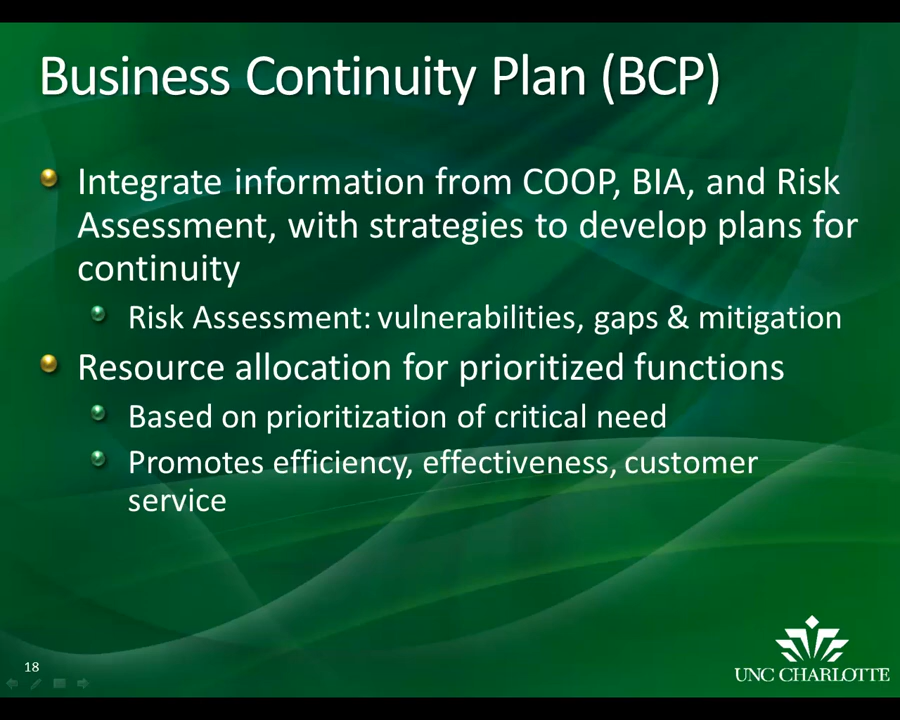 Business Continuity Plan (BCP)
Integrate information from COOP, BIA, and Risk
Assessment, with strategies to develop plans for
continuity
Risk Assessment: vulnerabilities, gaps & mitigation
Resource allocation for prioritized functions
Based on prioritization of critical need
Promotes efficiency, effectiveness, customer
service
18
UNC CHARLOTTE